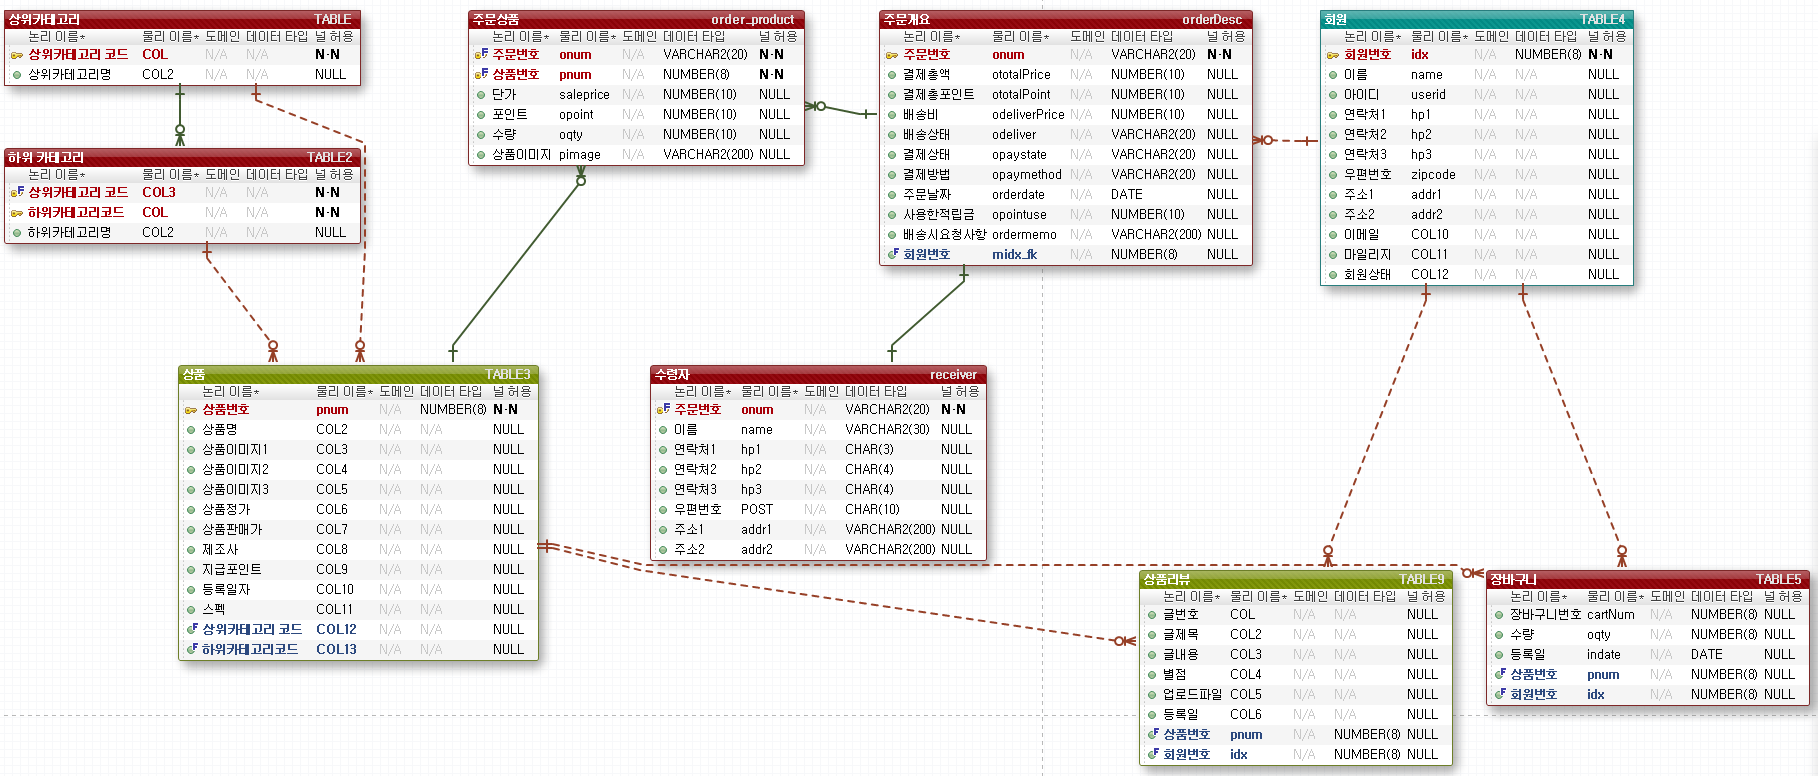 상위카테고리 TABLE
논리 이름* 물리 이름* 도메인 데이터 타입 널 허용
상위카테고리 코드 COL N/A N/A N-N
상위카테고리명 COL2 N/A N/A NULL
하위 카테고리 TABLE2
논리 이름* 물리 이름* 도메인 데이터 타입 널 허용
상위카테고리 코드 COL3 N/A N/A N-N
하위카테고리코드 COL N/A N/A N-N
하위카테고리명 COL2 N/A N/A NULL
주문상품 order_product
논리 이름* 물리 이름* 도메인 데이터 타입 널 허용
주문번호 onum N/A VARCHAR2(20) N-N
상품번호 pnum N/A NUMBER(8) N-N
단가 saleprice N/A NUMBER(10) NULL
포인트 opoint N/A NUMBER(10) NULL
수량 oqty N/A NUMBER(10) NULL
상품이미지 pimage N/A VARCHAR2(200) NULL
주문개요 orderDesc
논리 이름* 물리 이름* 도메인 데이터 타입 널 허용
주문번호 onum N/A VARCHAR2(20) N-N
결제총액 ototalPrice N/A NUMBER(10) NULL
결제총포인트 ototalPoint N/A NUMBER(10) NULL
배송비 odeliverPrice N/A NUMBER(10) NULL
배송상태 odeliver N/A VARCHAR2(20) NULL
결제상태 opaystate N/A VARCHAR2(20) NULL
결제방법 opaymethod N/A VARCHAR2(20) NULL
주문날짜 orderdate N/A DATE NULL
사용한적립금 opointuse N/A NUMBER(10) NULL
배송시요청사항 ordermemo N/A VARCHAR2(200) NULL
회원번호 midx_fk N/A NUMBER(8) NULL
회원 TABLE4
논리 이름* 물리 이름* 도메인 데이터 타입 널 허용
회원번호 idx N/A NUMBER(8) N-N
이름 name N/A N/A NULL
아이디 userid N/A N/A NULL
연락처1 hp1 N/A N/A NULL
연락처2 hp2 N/A N/A NULL
연락처3 hp3 N/A N/A NULL
우편번호 zipcode N/A N/A NULL
주소1 addr1 N/A N/A NULL
주소2 addr2 N/A N/A NULL
이메일 COL10 N/A N/A NULL
마일리지 COL11 N/A N/A NULL
회원상태 COL12 N/A N/A NULL
상품 TABLE3
논리 이름* 물리 이름* 도메인 데이터 타입 널 허용
상품번호 pnum N/A NUMBER(8) N-N
상품명 COL2 N/A N/A NULL
상품이미지1 COL3 N/A N/A NULL
상품이미지2 COL4 N/A N/A NULL
상품이미지3 COL5 N/A N/A NULL
상품정가 COL6 N/A N/A NULL
상품판매가 COL7 N/A N/A NULL
제조사 COL8 N/A N/A NULL
지급포인트 COL9 N/A N/A NULL
등록일자 COL10 N/A N/A NULL
스펙 COL11 N/A N/A NULL
상위카테고리 코드 COL12 N/A N/A NULL
하위카테고리코드 COL13 N/A N/A NULL
수령자 receiver
논리 이름* 물리 이름* 도메인 데이터 타입 널 허용
주문번호 onum N/A VARCHAR2(20) N-N
이름 name N/A VARCHAR2(30) NULL
연락처1 hp1 N/A CHAR(3) NULL
연락처2 hp2 N/A CHAR(4) NULL
연락처3 hp3 N/A CHAR(4) NULL
우편번호 POST N/A CHAR(10) NULL
주소1 addr1 N/A VARCHAR2(200) NULL
주소2 addr2 N/A VARCHAR2(200) NULL
상품리뷰 TABLE9
논리 이름* 물리 이름* 도메인 데이터 타입 널 허용
글번호 COL N/A N/A NULL
글제목 COL2 N/A N/A NULL
글내용 COL3 N/A N/A NULL
별점 COL4 N/A N/A NULL
업로드파일 COL5 N/A N/A NULL
등록일 COL6 N/A N/A NULL
상품번호 pnum N/A NUMBER(8) NULL
회원번호 idx N/A NUMBER(8) NULL
장바구니 TABLE5
논리 이름* 물리 이름* 도메인 데이터 타입 널 허용
장바구니번호 cartNum N/A NUMBER(8) NULL
수량 oqty N/A NUMBER(8) NULL
등록일 indate N/A DATE NULL
상품번호 pnum N/A NUMBER(8) NULL
회원번호 idx N/A NUMBER(8) NULL